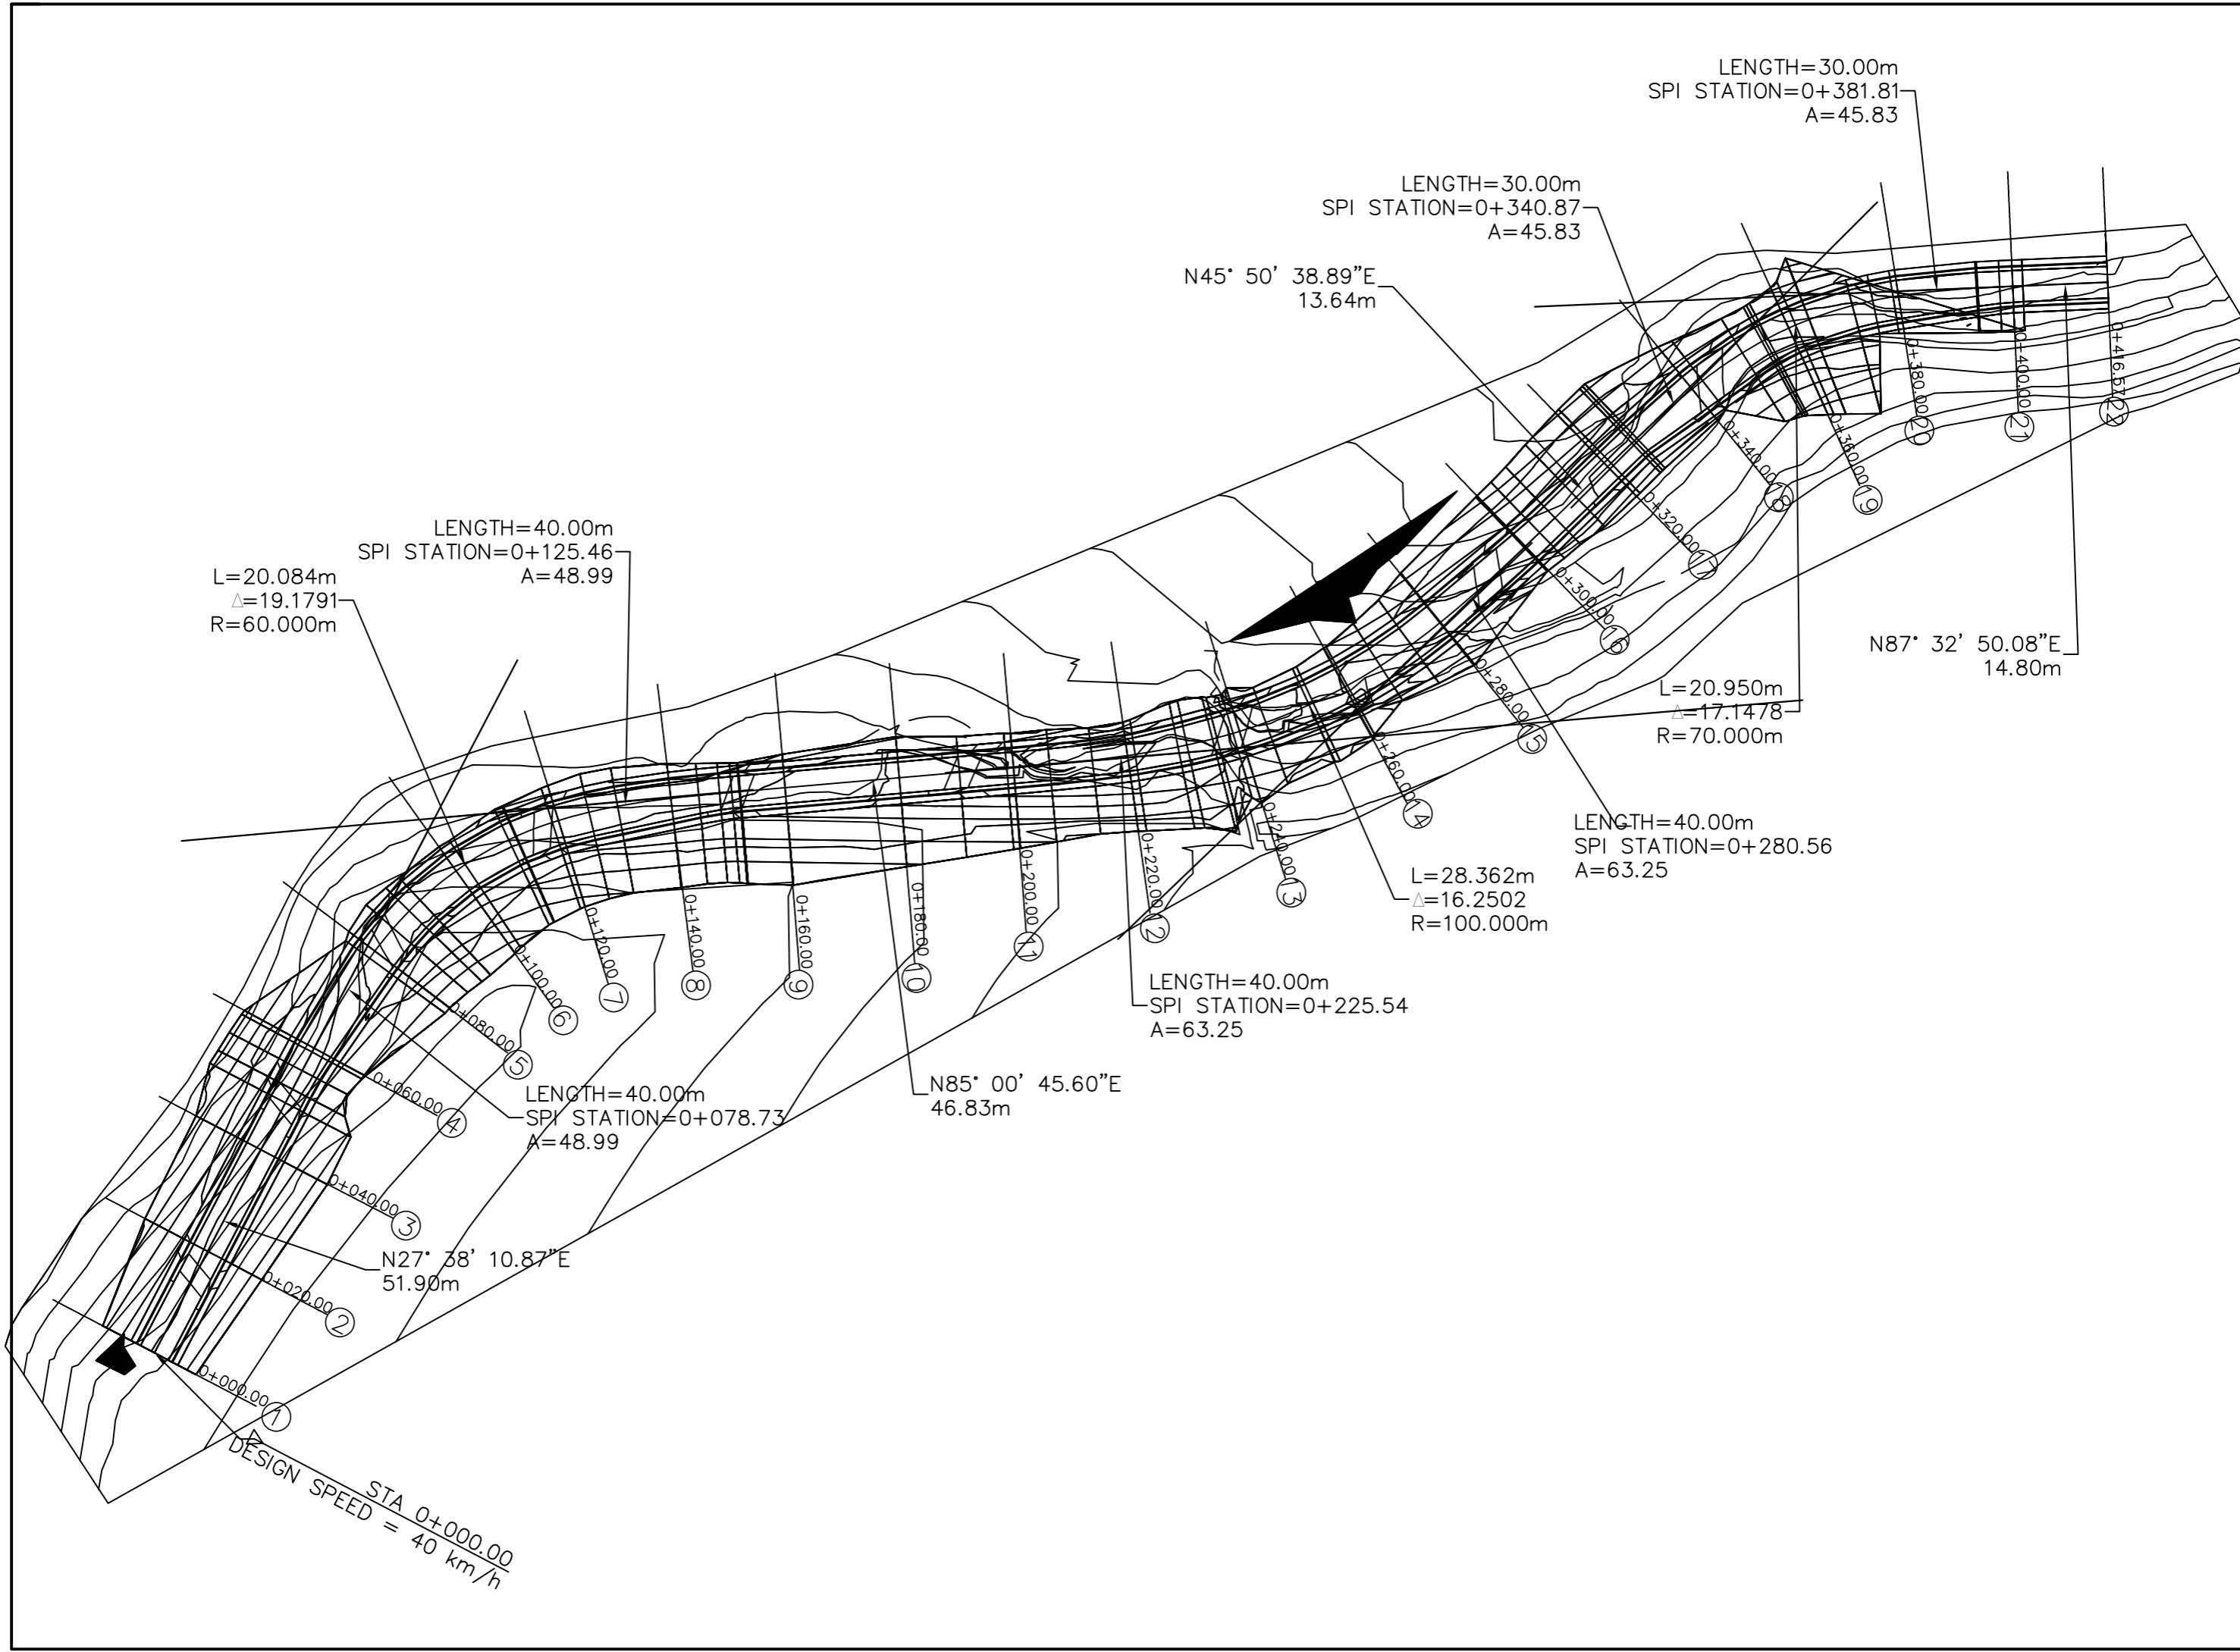 LENGTH=30.00m
SPI STATION=0+381.81
A=45.83
LENGTH=30.00m
SPI STATION=0+340.87
A=45.83
N45° 50' 38.89"E
13.64m
LENGTH=40.00m
SPI STATION=0+125.46
A=48.99
L=20.084m
Δ=19.1791
R=60.000m
N87° 32' 50.08"E
14.80m
L=20.950m
Δ=17.1478
R=70.000m
LENGTH=40.00m
SPI STATION=0+280.56
A=63.25
L=28.362m
Δ=16.2502
R=100.000m
LENGTH=40.00m
SPI STATION=0+225.54
A=63.25
N85° 00' 45.60"E
46.83m
LENGTH=40.00m
SPI STATION=0+078.73
A=48.99
N27° 38' 10.87"E
51.90m
0+000.00 1
0+020.00 2
0+040.00 3
0+060.00 4
0+080.00 5
0+100.00 6
0+120.00 7
0+140.00 8
0+160.00 9
0+180.00 10
0+200.00 11
0+220.00 12
0+240.00 13
0+260.00 14
0+280.00 15
0+300.00 16
0+320.00 17
0+340.00 18
0+360.00 19
0+380.00 20
0+400.00 21
0+416.57 22
STA 0+000.00
DESIGN SPEED = 40 km/h